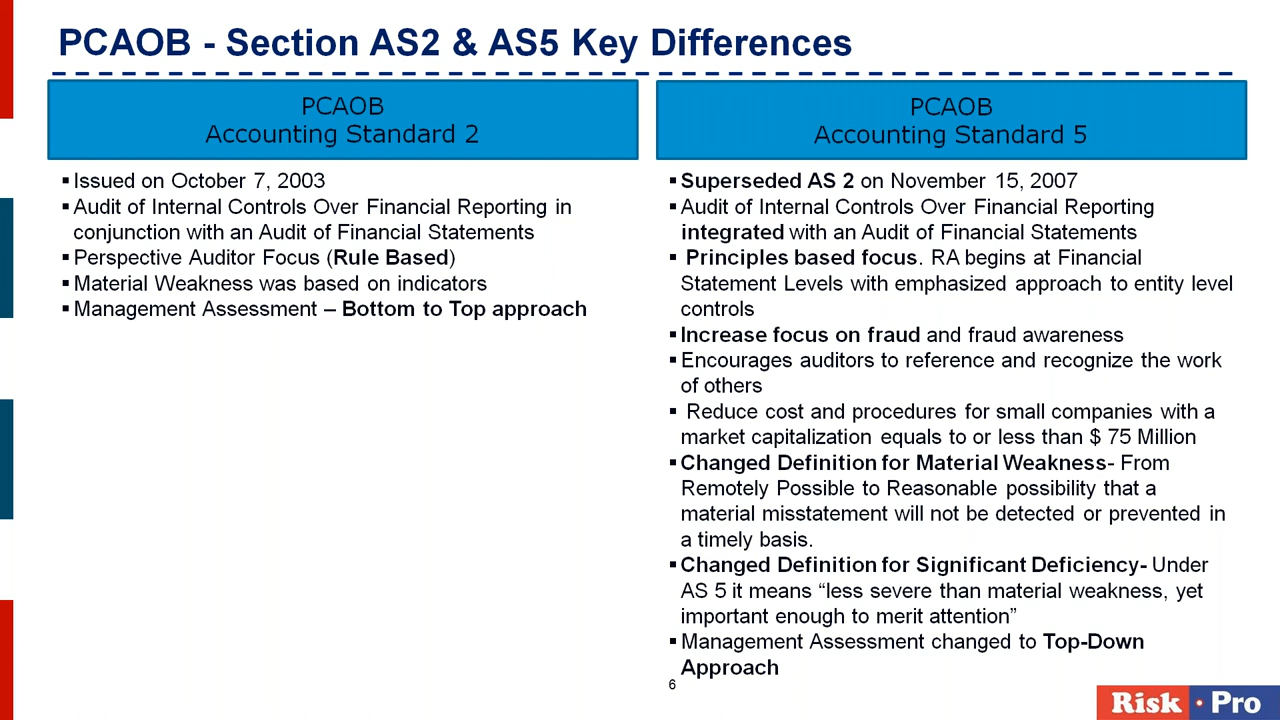 PCAOB - Section AS2 & AS5 Key Differences
PCAOB
Accounting Standard 2
▪Issued on October 7, 2003
▪Audit of Internal Controls Over Financial Reporting in
conjunction with an Audit of Financial Statements
▪Perspective Auditor Focus (Rule Based)
▪Material Weakness was based on indicators
▪Management Assessment – Bottom to Top approach
PCAOB
Accounting Standard 5
▪Superseded AS 2 on November 15, 2007
▪Audit of Internal Controls Over Financial Reporting
integrated with an Audit of Financial Statements
▪ Principles based focus. RA begins at Financial
Statement Levels with emphasized approach to entity level
controls
▪Increase focus on fraud and fraud awareness
▪Encourages auditors to reference and recognize the work
of others
▪ Reduce cost and procedures for small companies with a
market capitalization equals to or less than $ 75 Million
▪Changed Definition for Material Weakness- From
Remotely Possible to Reasonable possibility that a
material misstatement will not be detected or prevented in
a timely basis.
▪Changed Definition for Significant Deficiency- Under
AS 5 it means “less severe than material weakness, yet
important enough to merit attention”
▪Management Assessment changed to Top-Down
Approach
6
Risk • Pro